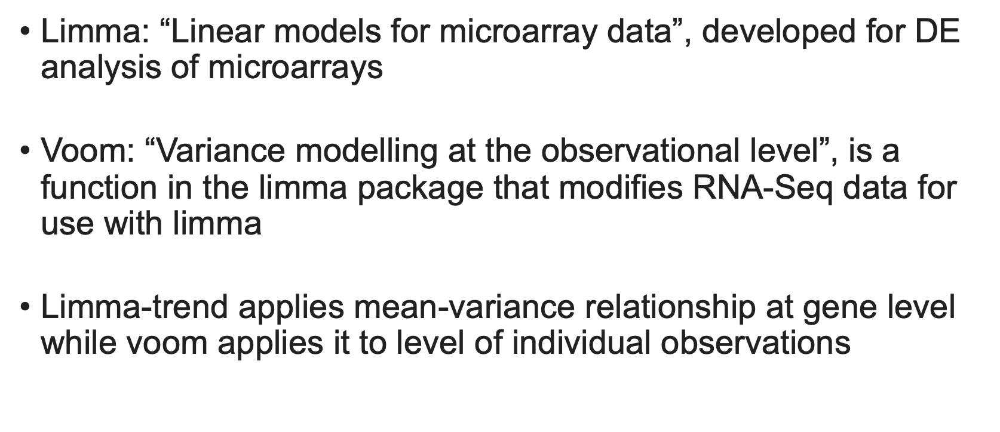 • Limma: “Linear models for microarray data”, developed for DE
analysis of microarrays
• Voom: “Variance modelling at the observational level”, is a
function in the limma package that modifies RNA-Seq data for
use with limma
• Limma-trend applies mean-variance relationship at gene level
while voom applies it to level of individual observations